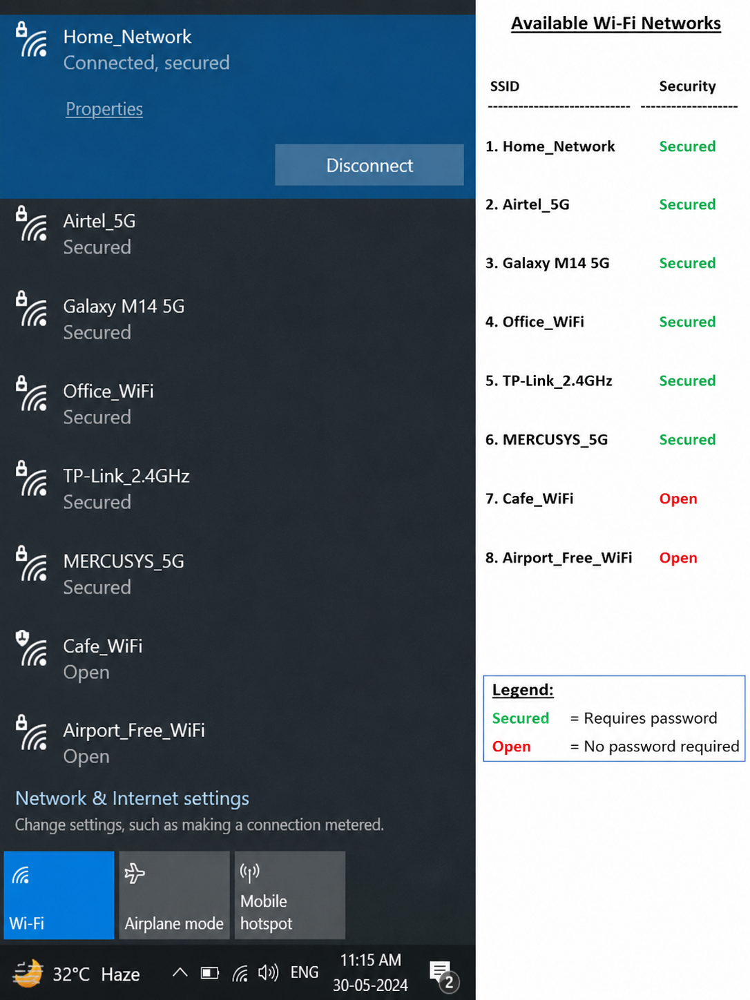 Home_Network
Connected, secured
Properties
Disconnect
Airtel_5G
Secured
Galaxy M14 5G
Secured
Office_WiFi
Secured
TP-Link_2.4GHz
Secured
MERCUSYS_5G
Secured
Cafe_WiFi
Open
Airport_Free_WiFi
Open
Network & Internet settings
Change settings, such as making a connection metered.
Wi-Fi
Airplane mode
Mobile
hotspot
32°C Haze
ENG
11:15 AM
30-05-2024
2
Available Wi-Fi Networks
SSID Security
---------------------------- -------------------
1. Home_Network Secured
2. Airtel_5G Secured
3. Galaxy M14 5G Secured
4. Office_WiFi Secured
5. TP-Link_2.4GHz Secured
6. MERCUSYS_5G Secured
7. Cafe_WiFi Open
8. Airport_Free_WiFi Open
Legend:
Secured = Requires password
Open = No password required